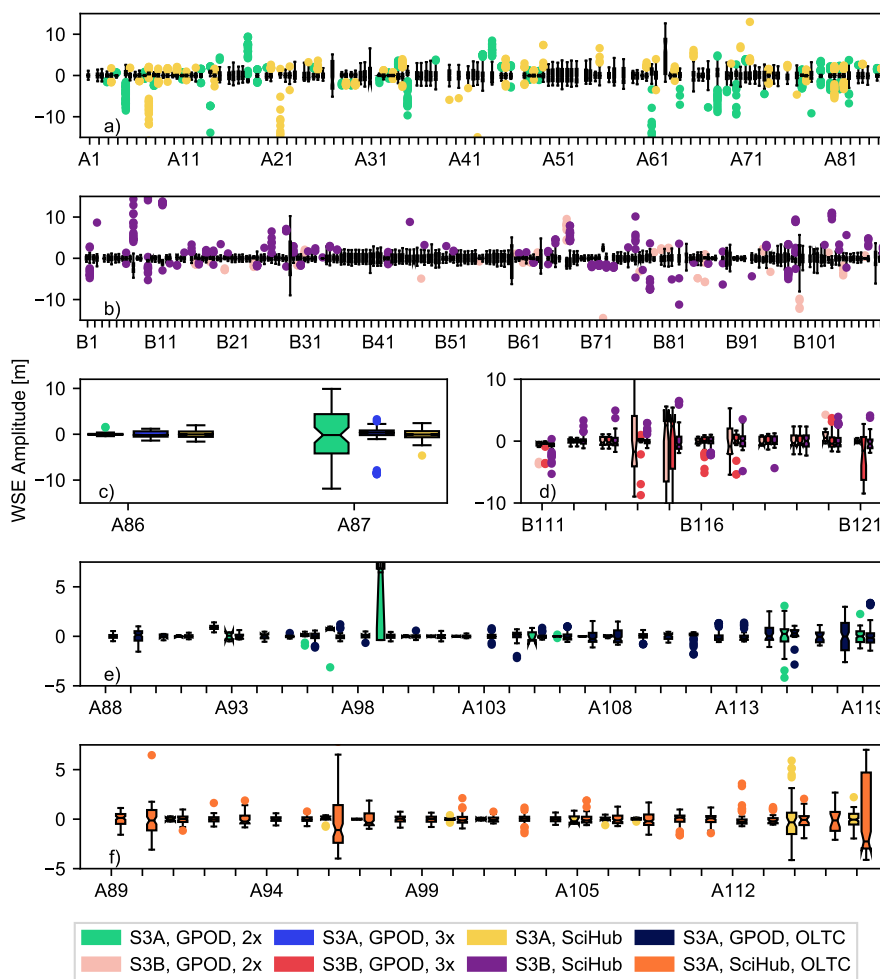 10
0
−10
a)
A1 A11 A21 A31 A41 A51 A61 A71 A81
10
0
−10
b)
B1 B11 B21 B31 B41 B51 B61 B71 B81 B91 B101
WSE Amplitude [m]
10
0
−10
c)
A86 A87
10
0
−10
d)
B111 B116 B121
5
0
−5
e)
A88 A93 A98 A103 A108 A113 A119
5
0
−5
f)
A89 A94 A99 A105 A112
S3A, GPOD, 2x S3A, GPOD, 3x S3A, SciHub S3A, GPOD, OLTC
S3B, GPOD, 2x S3B, GPOD, 3x S3B, SciHub S3A, SciHub, OLTC